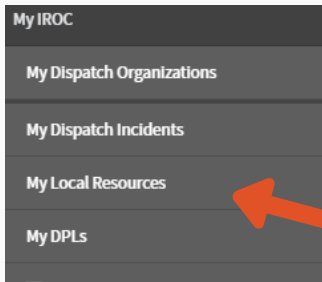 My IROC
My Dispatch Organizations
My Dispatch Incidents
My Local Resources
My DPLs